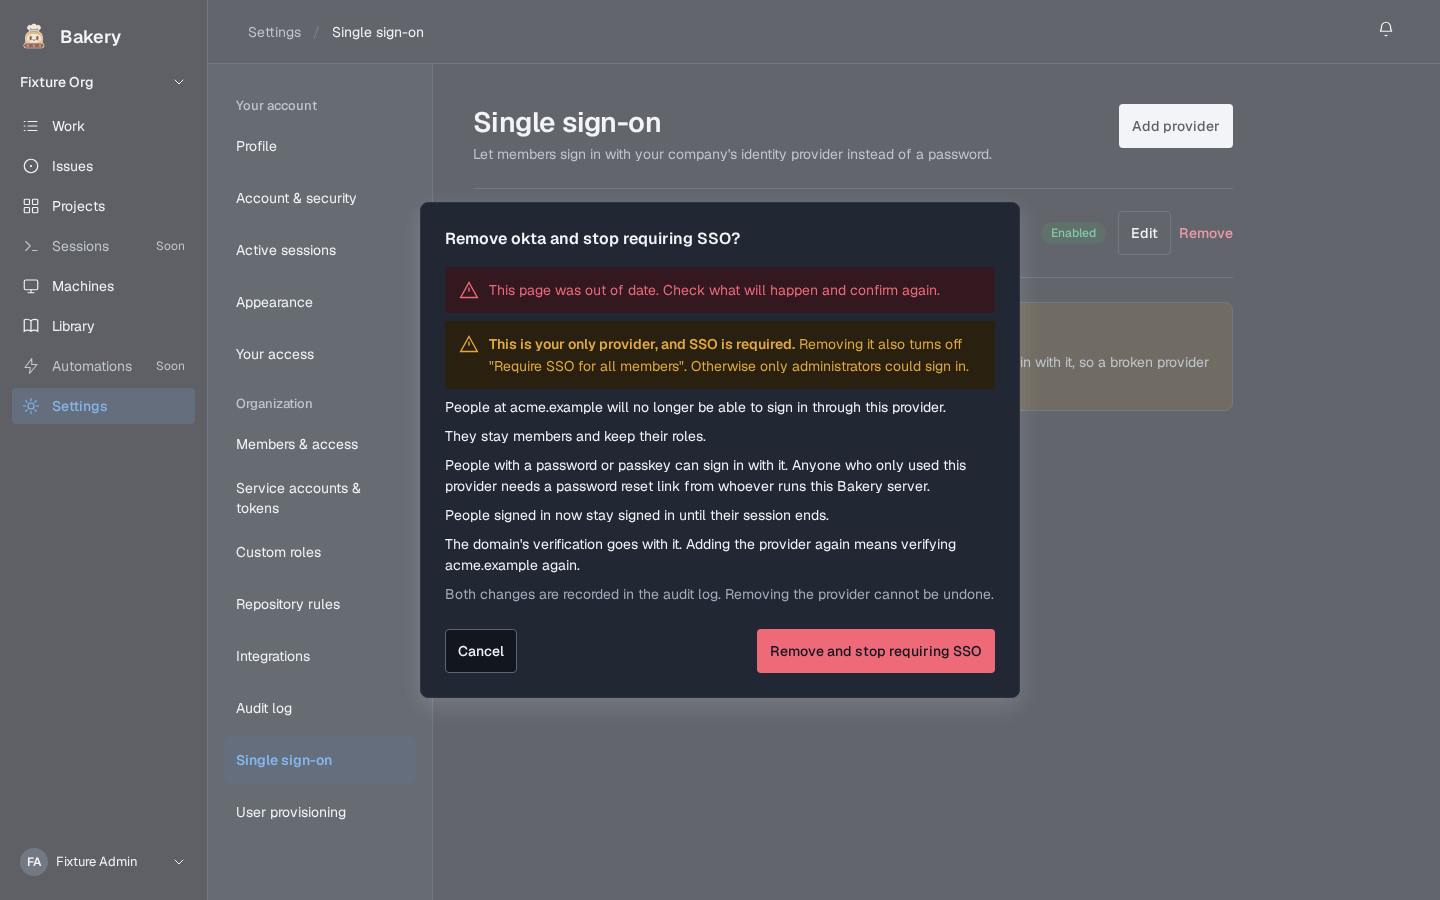 Bakery
Fixture Org
Work
Issues
Projects
Sessions Soon
Machines
Library
Automations Soon
Settings
FA Fixture Admin
Settings / Single sign-on
Your account
Profile
Account & security
Active sessions
Appearance
Your access
Organization
Members & access
Service accounts &
tokens
Custom roles
Repository rules
Integrations
Audit log
Single sign-on
User provisioning
Single sign-on
Let members sign in with your company's identity provider instead of a password.
Add provider
Enabled
Edit
Remove
in with it, so a broken provider
Remove okta and stop requiring SSO?
This page was out of date. Check what will happen and confirm again.
This is your only provider, and SSO is required. Removing it also turns off
"Require SSO for all members". Otherwise only administrators could sign in.
People at acme.example will no longer be able to sign in through this provider.
They stay members and keep their roles.
People with a password or passkey can sign in with it. Anyone who only used this
provider needs a password reset link from whoever runs this Bakery server.
People signed in now stay signed in until their session ends.
The domain's verification goes with it. Adding the provider again means verifying
acme.example again.
Both changes are recorded in the audit log. Removing the provider cannot be undone.
Cancel
Remove and stop requiring SSO